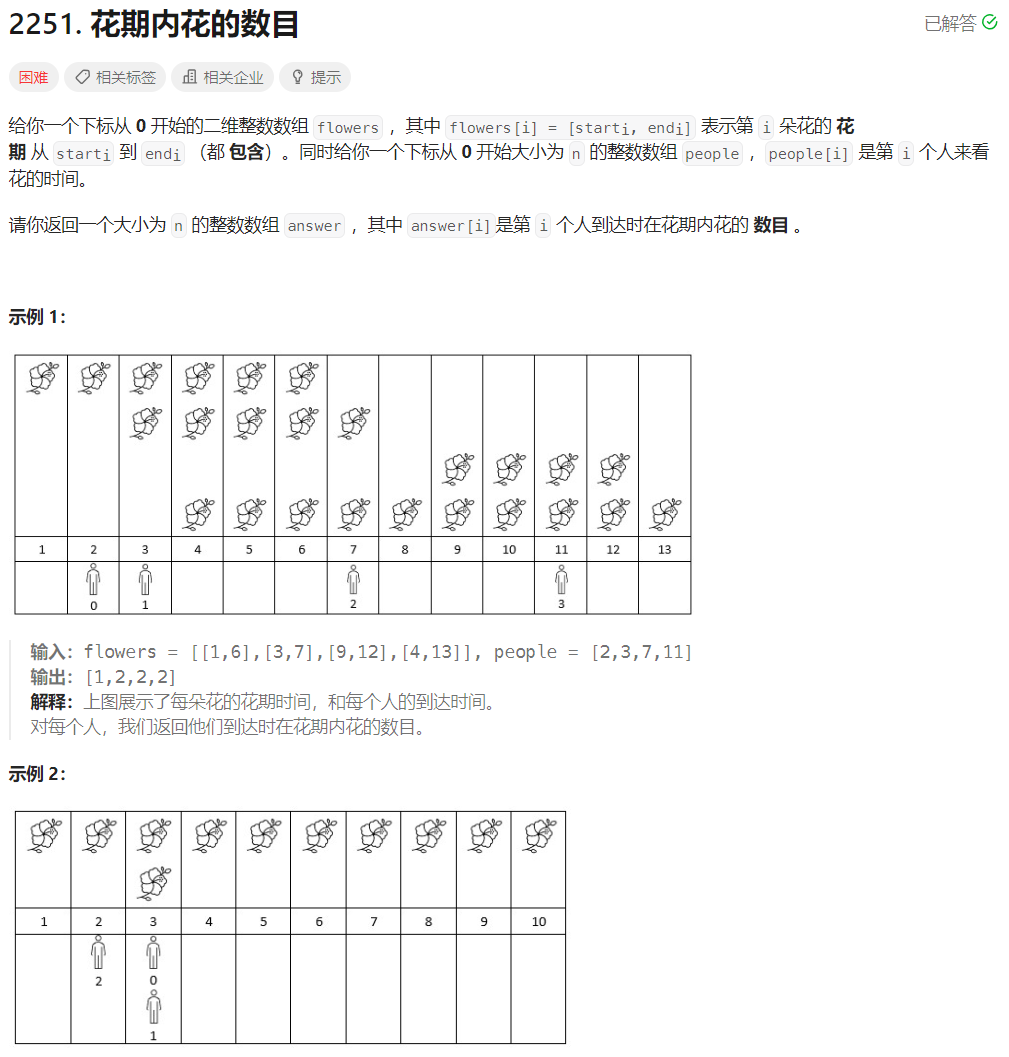 2251. 花期内花的数目
已解答
困难 相关标签 相关企业 提示
给你一个下标从 0 开始的二维整数数组 flowers ，其中 flowers[i] = [starti, endi] 表示第 i 朵花的 花
期 从 starti 到 endi （都 包含）。同时给你一个下标从 0 开始大小为 n 的整数数组 people ，people[i] 是第 i 个人来看
花的时间。
请你返回一个大小为 n 的整数数组 answer ，其中 answer[i]是第 i 个人到达时在花期内花的 数目 。
示例 1：
1 2 3 4 5 6 7 8 9 10 11 12 13
0 1 2 3
输入：flowers = [[1,6],[3,7],[9,12],[4,13]], people = [2,3,7,11]
输出：[1,2,2,2]
解释：上图展示了每朵花的花期时间，和每个人的到达时间。
对每个人，我们返回他们到达时在花期内花的数目。
示例 2：
1 2 3 4 5 6 7 8 9 10
2 0
1